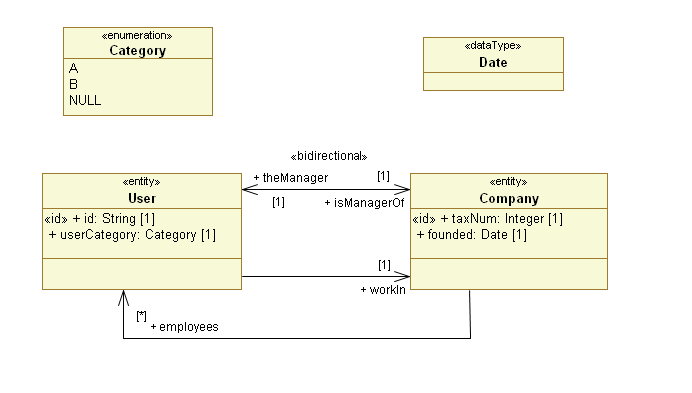 «enumeration»
Category
A
B
NULL
«dataType»
Date
«bidirectional»
+ theManager
[1]
[1]
+ isManagerOf
«entity»
User
«id» + id: String [1]
+ userCategory: Category [1]
«entity»
Company
«id» + taxNum: Integer [1]
+ founded: Date [1]
[1]
+ workIn
[*]
+ employees